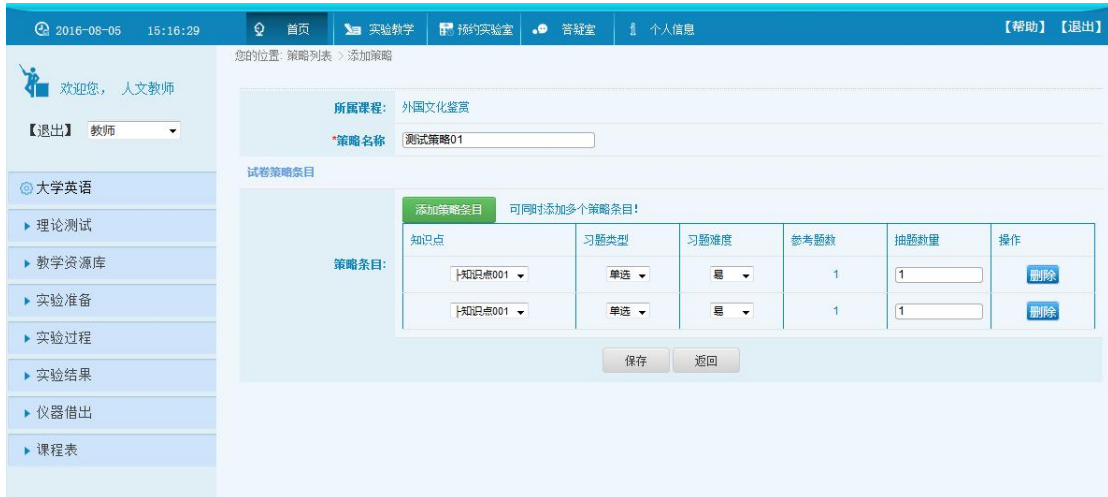 2016-08-05 15:16:29 首页 实验教学 预约实验室 答疑室 个人信息 【帮助】 【退出】
您的位置: 策略列表 > 添加策略
欢迎您, 人文教师
【退出】 教师
所属课程: 外国文化鉴赏
*策略名称 测试策略01
试卷策略条目
大学英语
理论测试
教学资源库
实验准备
实验过程
实验结果
仪器借出
课程表
添加策略条目 可同时添加多个策略条目!
策略条目:
知识点 习题类型 习题难度 参考题数 抽题数量 操作
├知识点001 单选 易 1 1 删除
├知识点001 单选 易 1 1 删除
保存 返回